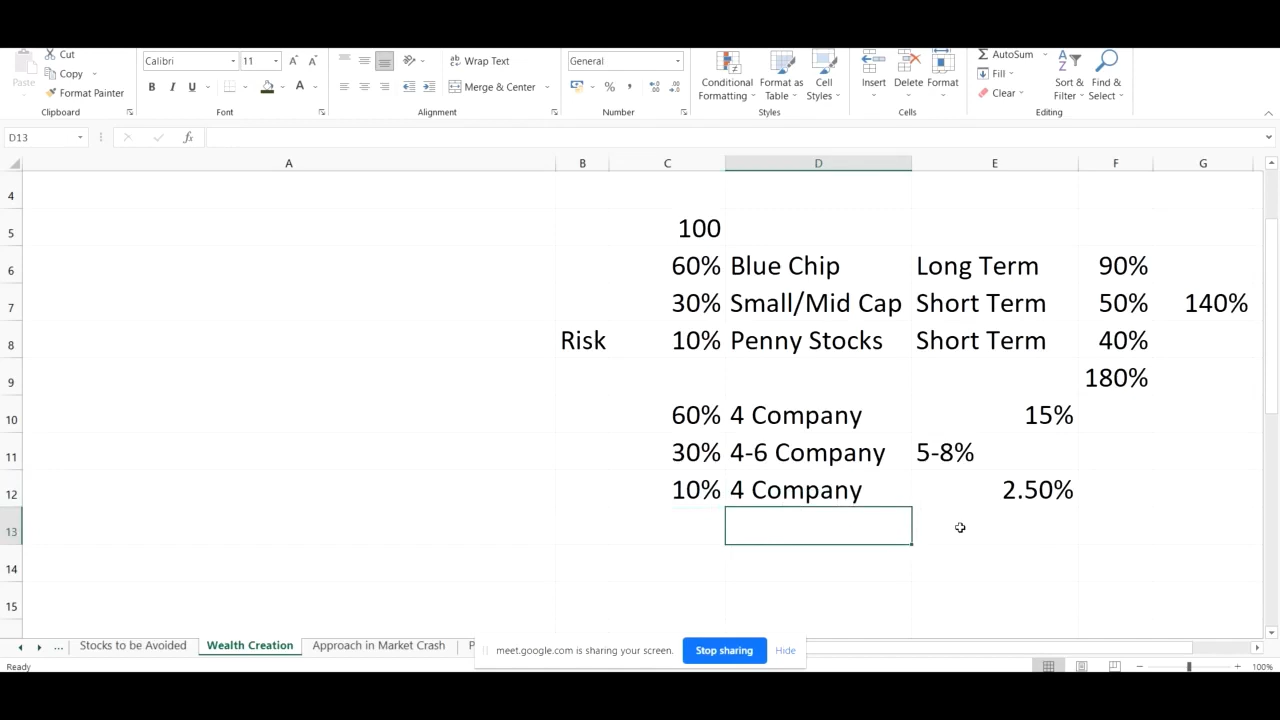 Cut
Calibri 11 A A
Wrap Text
General
AutoSum
Paste
Copy
Fill
Format Painter
B I U A
Merge & Center
% ,
Conditional Formatting
Format as Table
Cell Styles
Insert Delete Format
Clear
Sort & Filter
Find & Select
Clipboard Font Alignment Number Styles Cells Editing
D13 fx
A B C D E F G
4
5 100
6 60% Blue Chip Long Term 90%
7 30% Small/Mid Cap Short Term 50% 140%
8 Risk 10% Penny Stocks Short Term 40%
9 180%
10 60% 4 Company 15%
11 30% 4-6 Company 5-8%
12 10% 4 Company 2.50%
13
14
15
... Stocks to be Avoided Wealth Creation Approach in Market Crash P
meet.google.com is sharing your screen. Stop sharing Hide
Ready 100%